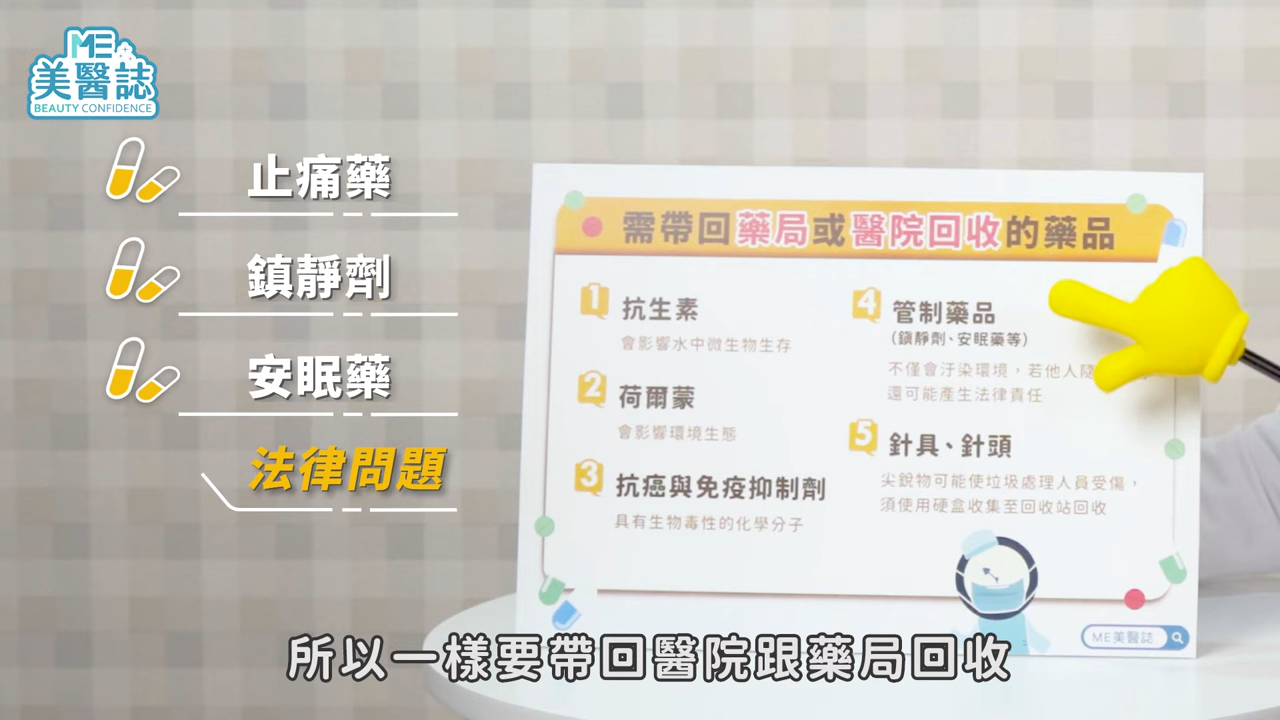 ME
美醫誌
BEAUTY CONFIDENCE
止痛藥
鎮靜劑
安眠藥
法律問題
需帶回藥局或醫院回收的藥品
1 抗生素
會影響水中微生物生存
2 荷爾蒙
會影響環境生態
3 抗癌與免疫抑制劑
具有生物毒性的化學分子
4 管制藥品
(鎮靜劑、安眠藥等)
不僅會汙染環境，若他人隨
還可能產生法律責任
5 針具、針頭
尖銳物可能使垃圾處理人員受傷，
須使用硬盒收集至回收站回收
ME美醫誌
所以一樣要帶回醫院跟藥局回收